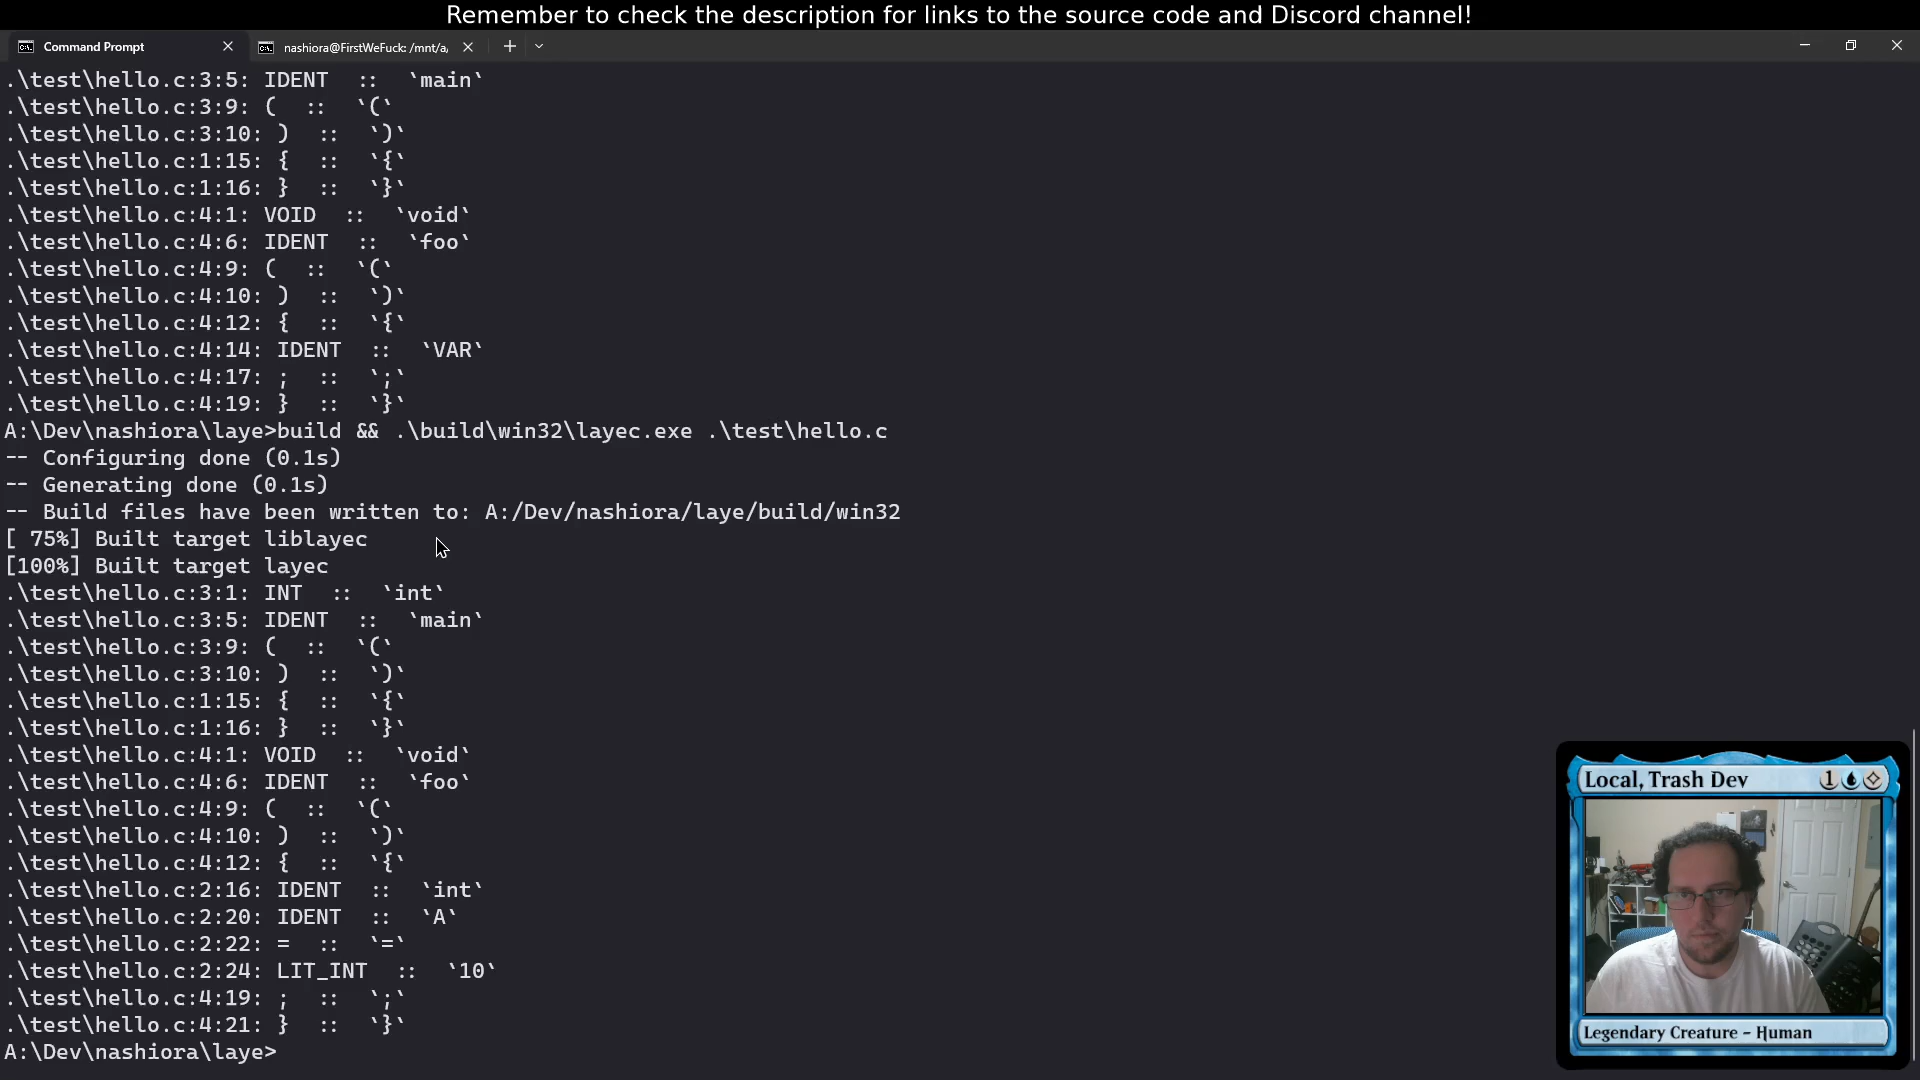 Remember to check the description for links to the source code and Discord channel!
Command Prompt
nashiora@FirstWeFuck: /mnt/a,
.\test\hello.c:3:5: IDENT  ::  `main`
.\test\hello.c:3:9: (  ::  `(`
.\test\hello.c:3:10: )  ::  `)`
.\test\hello.c:1:15: {  ::  `{`
.\test\hello.c:1:16: }  ::  `}`
.\test\hello.c:4:1: VOID  ::  `void`
.\test\hello.c:4:6: IDENT  ::  `foo`
.\test\hello.c:4:9: (  ::  `(`
.\test\hello.c:4:10: )  ::  `)`
.\test\hello.c:4:12: {  ::  `{`
.\test\hello.c:4:14: IDENT  ::  `VAR`
.\test\hello.c:4:17: ;  ::  `;`
.\test\hello.c:4:19: }  ::  `}`
A:\Dev\nashiora\laye>build && .\build\win32\layec.exe .\test\hello.c
-- Configuring done (0.1s)
-- Generating done (0.1s)
-- Build files have been written to: A:/Dev/nashiora/laye/build/win32
[ 75%] Built target liblayec
[100%] Built target layec
.\test\hello.c:3:1: INT  ::  `int`
.\test\hello.c:3:5: IDENT  ::  `main`
.\test\hello.c:3:9: (  ::  `(`
.\test\hello.c:3:10: )  ::  `)`
.\test\hello.c:1:15: {  ::  `{`
.\test\hello.c:1:16: }  ::  `}`
.\test\hello.c:4:1: VOID  ::  `void`
.\test\hello.c:4:6: IDENT  ::  `foo`
.\test\hello.c:4:9: (  ::  `(`
.\test\hello.c:4:10: )  ::  `)`
.\test\hello.c:4:12: {  ::  `{`
.\test\hello.c:2:16: IDENT  ::  `int`
.\test\hello.c:2:20: IDENT  ::  `A`
.\test\hello.c:2:22: =  ::  `=`
.\test\hello.c:2:24: LIT_INT  ::  `10`
.\test\hello.c:4:19: ;  ::  `;`
.\test\hello.c:4:21: }  ::  `}`
A:\Dev\nashiora\laye>
Local, Trash Dev 1
Legendary Creature – Human